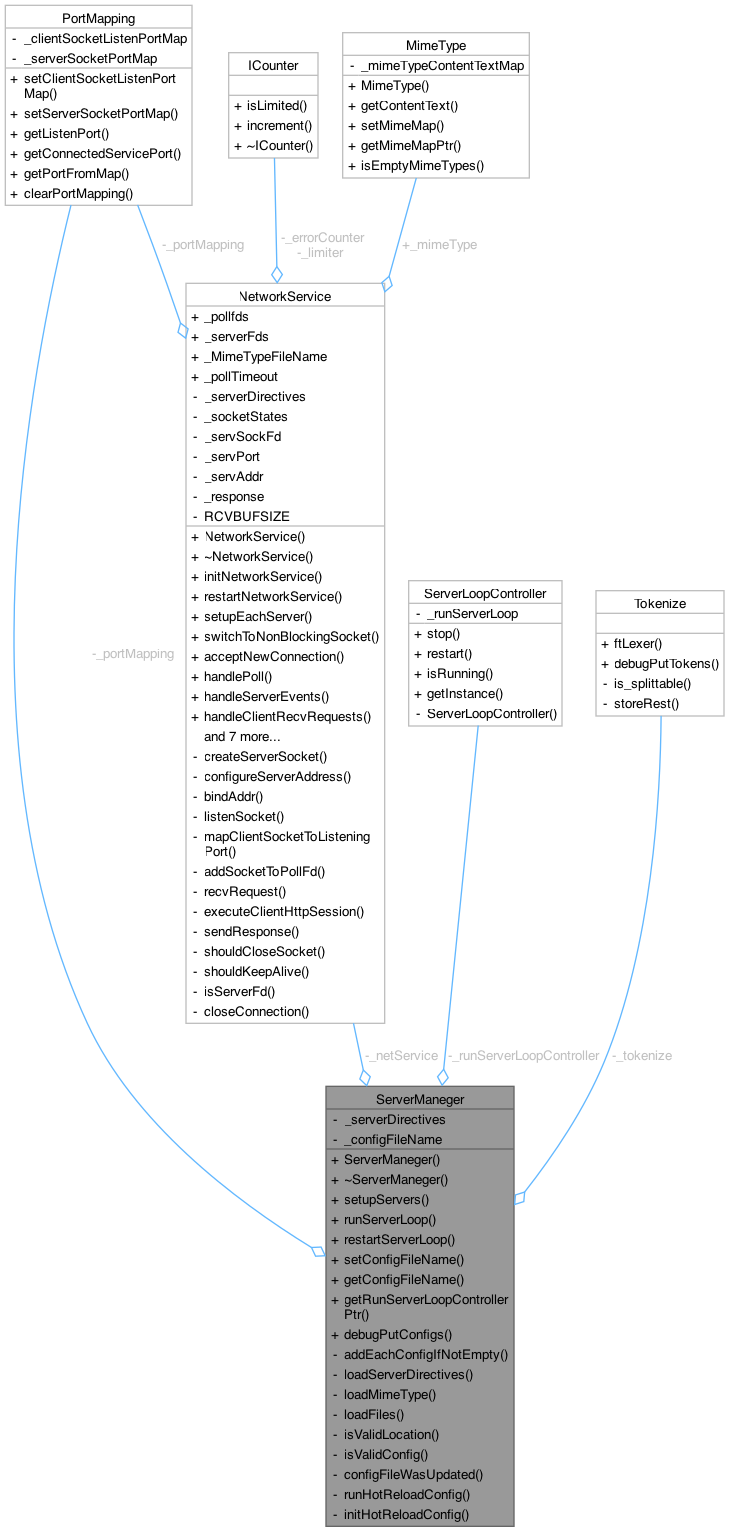 PortMapping
- _clientSocketListenPortMap
- _serverSocketPortMap
+ setClientSocketListenPort
Map()
+ setServerSocketPortMap()
+ getListenPort()
+ getConnectedServicePort()
+ getPortFromMap()
+ clearPortMapping()
ICounter
+ isLimited()
+ increment()
+ ~ICounter()
MimeType
- _mimeTypeContentTextMap
+ MimeType()
+ getContentText()
+ setMimeMap()
+ getMimeMapPtr()
+ isEmptyMimeTypes()
-_portMapping
-_errorCounter
-_limiter
+_mimeType
NetworkService
+ _pollfds
+ _serverFds
+ _MimeTypeFileName
+ _pollTimeout
- _serverDirectives
- _socketStates
- _servSockFd
- _servPort
- _servAddr
- _response
- RCVBUFSIZE
+ NetworkService()
+ ~NetworkService()
+ initNetworkService()
+ restartNetworkService()
+ setupEachServer()
+ switchToNonBlockingSocket()
+ acceptNewConnection()
+ handlePoll()
+ handleServerEvents()
+ handleClientRecvRequests()
and 7 more...
- createServerSocket()
- configureServerAddress()
- bindAddr()
- listenSocket()
- mapClientSocketToListening
Port()
- addSocketToPollFd()
- recvRequest()
- executeClientHttpSession()
- sendResponse()
- shouldCloseSocket()
- shouldKeepAlive()
- isServerFd()
- closeConnection()
-_portMapping
ServerLoopController
- _runServerLoop
+ stop()
+ restart()
+ isRunning()
+ getInstance()
- ServerLoopController()
Tokenize
+ ftLexer()
+ debugPutTokens()
- is_splittable()
- storeRest()
-_netService
-_runServerLoopController
-_tokenize
ServerManeger
- _serverDirectives
- _configFileName
+ ServerManeger()
+ ~ServerManeger()
+ setupServers()
+ runServerLoop()
+ restartServerLoop()
+ setConfigFileName()
+ getConfigFileName()
+ getRunServerLoopController
Ptr()
+ debugPutConfigs()
- addEachConfigIfNotEmpty()
- loadServerDirectives()
- loadMimeType()
- loadFiles()
- isValidLocation()
- isValidConfig()
- configFileWasUpdated()
- runHotReloadConfig()
- initHotReloadConfig()